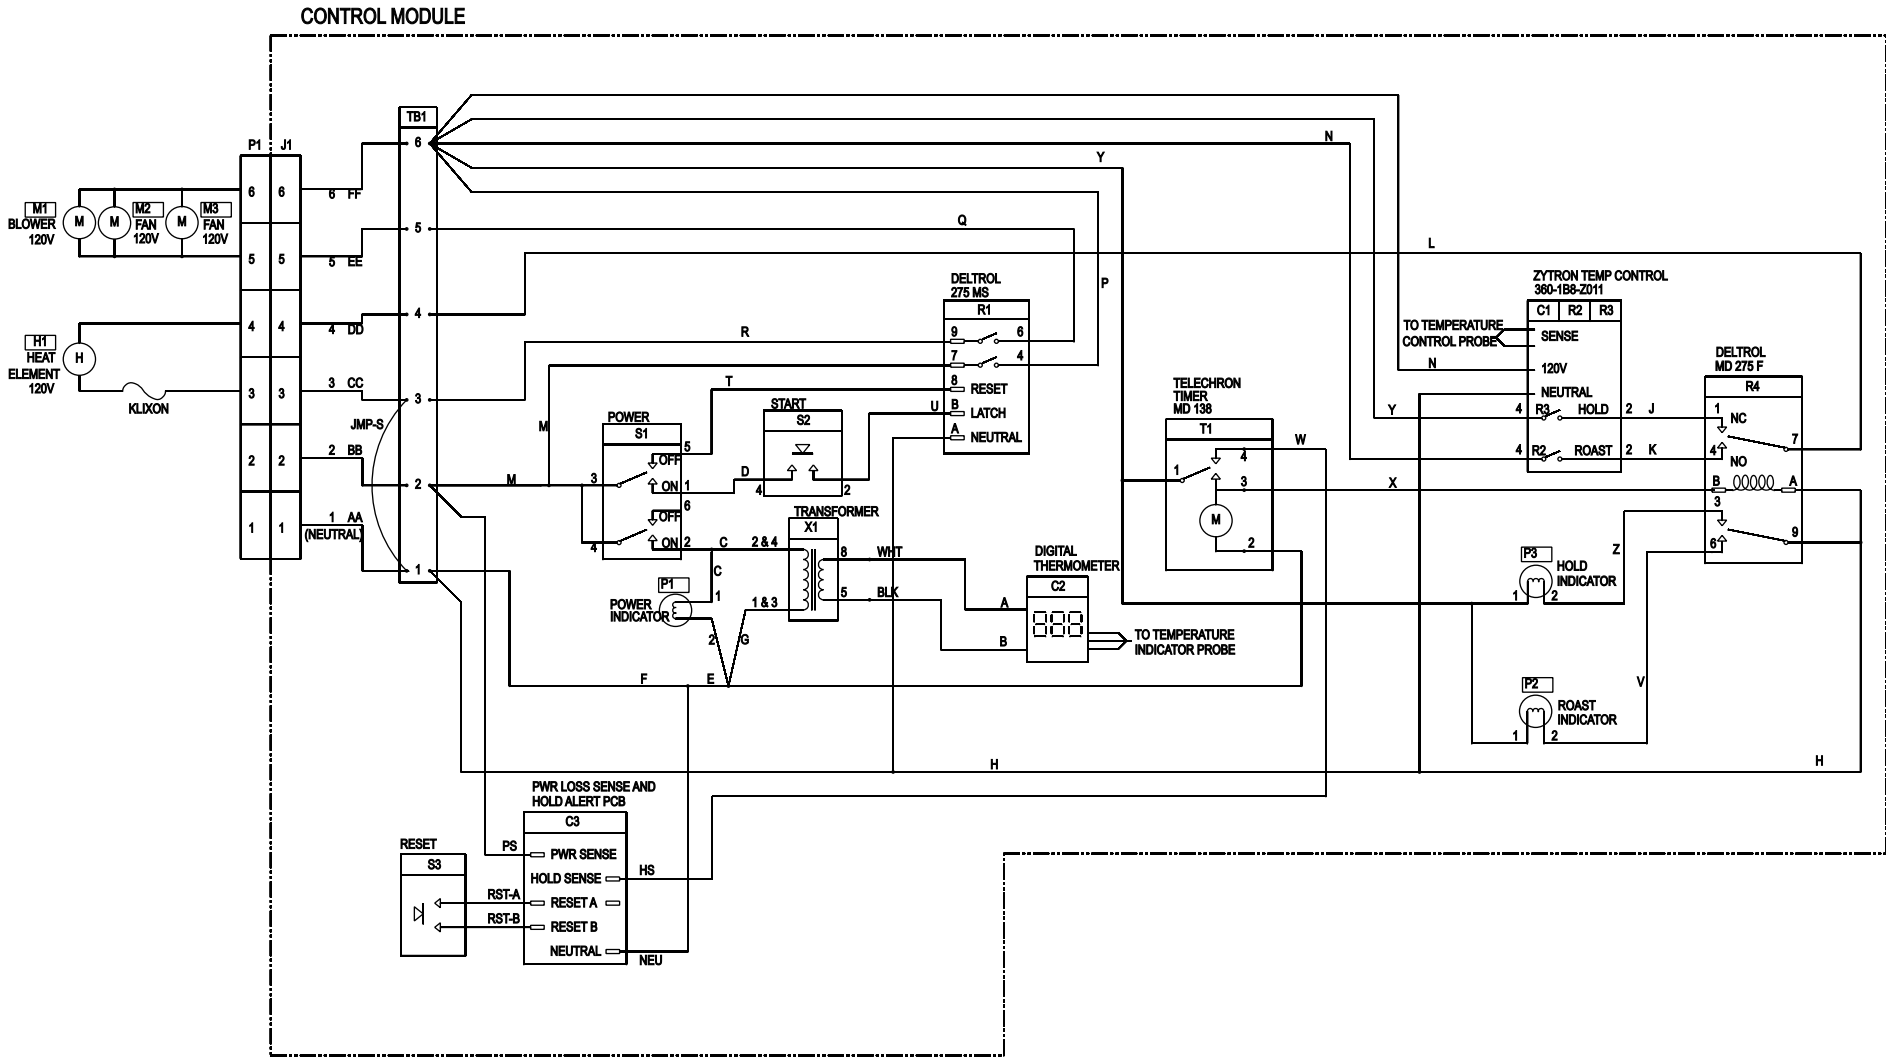 CONTROL MODULE
TB1
P1 J1
6 N
Y
6 6 6 FF
M1 M2 M3
M M M
BLOWER FAN FAN
120V 120V 120V
5 Q
5 5 5 EE
L
DELTROL
275 MS
P
ZYTRON TEMP CONTROL
360-1B8-Z011
R1
C1 R2 R3
4
4 4 4 DD
R
9 6
TO TEMPERATURE
CONTROL PROBE
SENSE
H1
HEAT
ELEMENT
120V
H
7 4
N
120V
DELTROL
MD 275 F
R4
KLIXON
3 3 3 CC
3
T
8 RESET
NEUTRAL
TELECHRON
TIMER
MD 138
T1
JMP-S
START
S2
U B LATCH
Y
4 R3 HOLD 2 J
1 NC
M
POWER
S1
A NEUTRAL
W
7
5
OFF
4
4 R2 ROAST 2 K
4
NO
2 2 2 BB
2
M
3
ON 1
D
4 2
1
3
X
B A
3
6
OFF
TRANSFORMER
X1
M
1 1 1 AA
(NEUTRAL)
4
ON 2
C
2 & 4
8 WHT
2
Z
6
9
DIGITAL
THERMOMETER
C2
P3
HOLD
INDICATOR
1
C
P1
1
POWER
INDICATOR
1 & 3
5 BLK
A
1 2
2 G
B
TO TEMPERATURE
INDICATOR PROBE
F E
V
P2
ROAST
INDICATOR
1 2
H H
PWR LOSS SENSE AND
HOLD ALERT PCB
C3
RESET
S3
PS PWR SENSE
HOLD SENSE HS
RST-A RESET A
RST-B RESET B
NEUTRAL
NEU